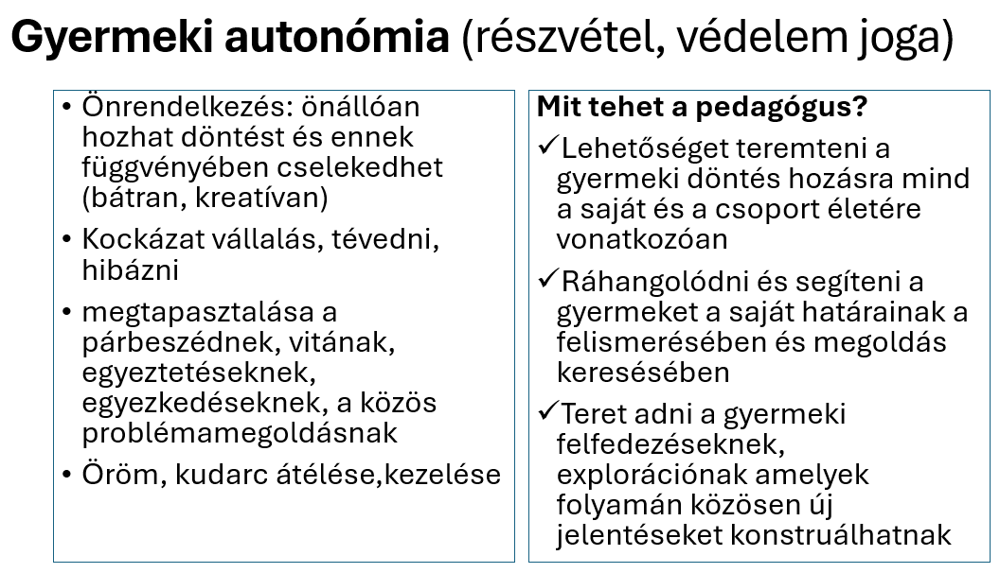 Gyermeki autonómia (részvétel, védelem joga)
• Önrendelkezés: önállóan
hozhat döntést és ennek
függvényében cselekedhet
(bátran, kreatívan)
• Kockázat vállalás, tévedni,
hibázni
• megtapasztalása a
párbeszédnek, vitának,
egyeztetéseknek,
egyezkedéseknek, a közös
problémamegoldásnak
• Öröm, kudarc átélése,kezelése
Mit tehet a pedagógus?
✓Lehetőséget teremteni a
gyermeki döntés hozásra mind
a saját és a csoport életére
vonatkozóan
✓Ráhangolódni és segíteni a
gyermeket a saját határainak a
felismerésében és megoldás
keresésében
✓Teret adni a gyermeki
felfedezéseknek,
explorációnak amelyek
folyamán közösen új
jelentéseket konstruálhatnak